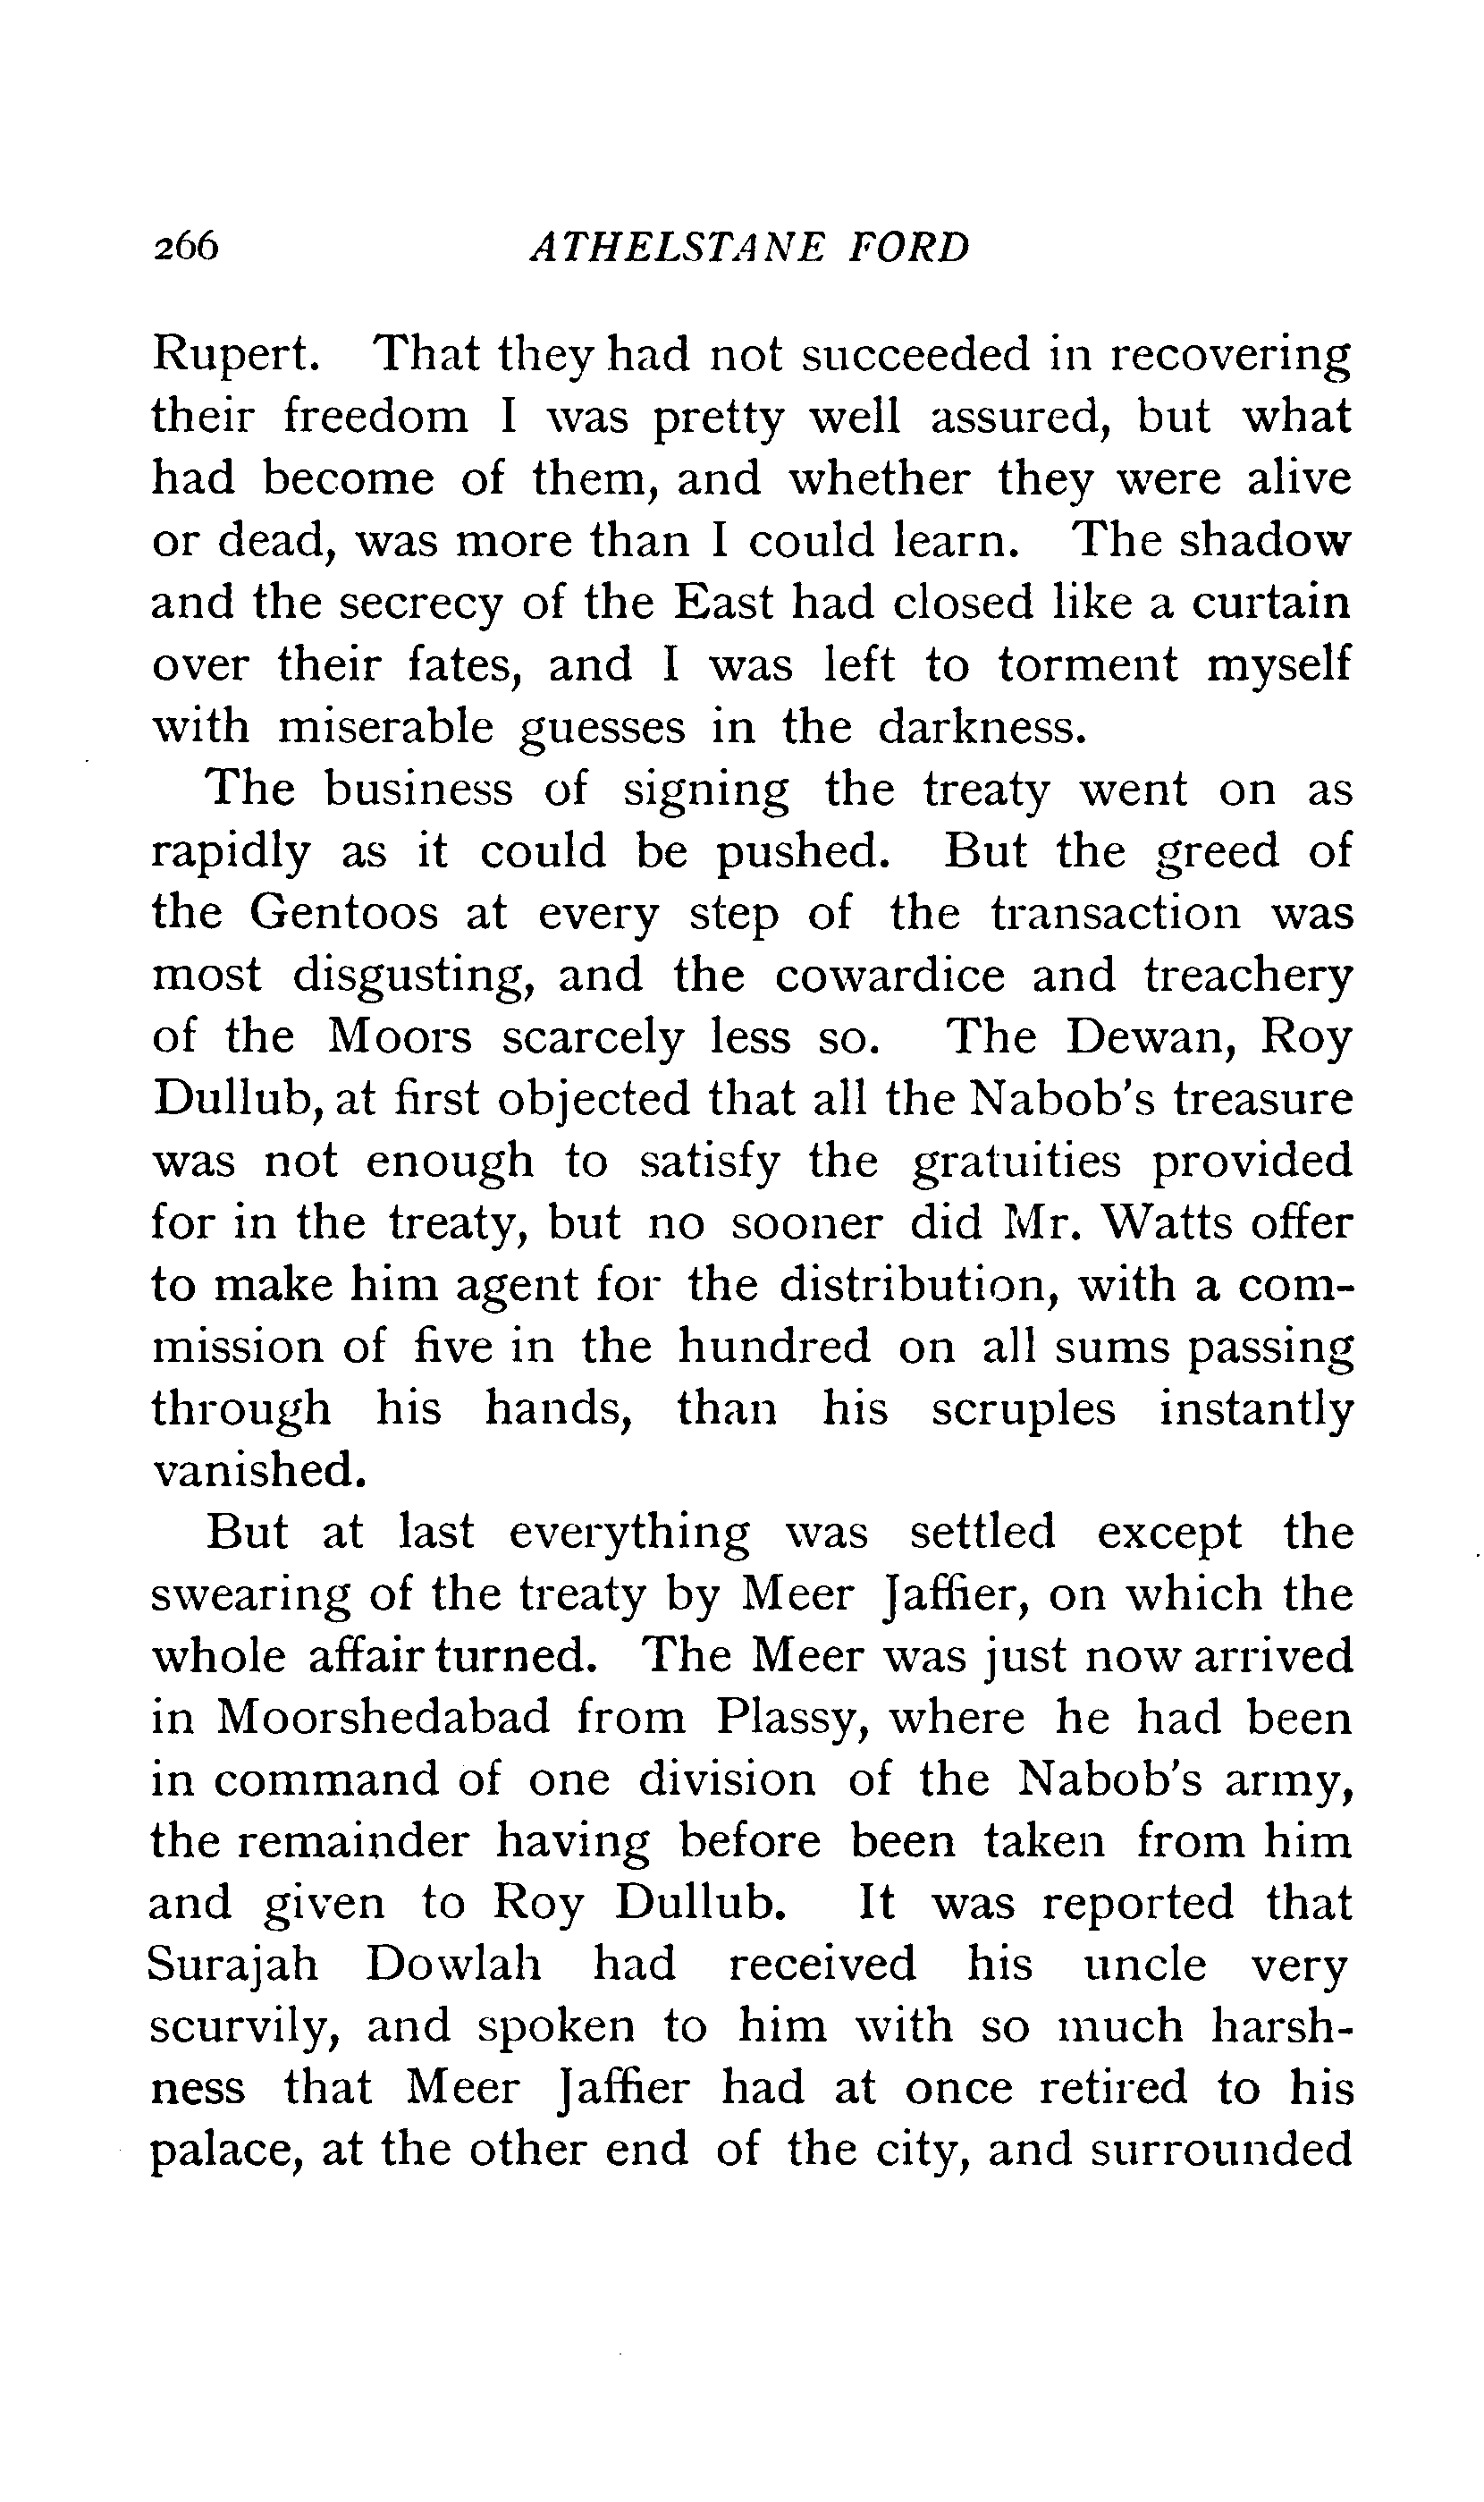 266 ATHELSTANE FORD
Rupert. That they had not succeeded in recovering
their freedom I was pretty well assured, but what
had become of them, and whether they were alive
or dead, was more than I could learn. The shadow
and the secrecy of the East had closed like a curtain
over their fates, and I was left to torment myself
with miserable guesses in the darkness.
The business of signing the treaty went on as
rapidly as it could be pushed. But the greed of
the Gentoos at every step of the transaction was
most disgusting, and the cowardice and treachery
of the Moors scarcely less so. The Dewan, Roy
Dullub, at first objected that all the Nabob's treasure
was not enough to satisfy the gratuities provided
for in the treaty, but no sooner did Mr. Watts offer
to make him agent for the distribution, with a com-
mission of five in the hundred on all sums passing
through his hands, than his scruples instantly
vanished.
But at last everything was settled except the
swearing of the treaty by Meer Jaffier, on which the
whole affair turned. The Meer was just now arrived
in Moorshedabad from Plassy, where he had been
in command of one division of the Nabob's army,
the remainder having before been taken from him
and given to Roy Dullub. It was reported that
Surajah Dowlah had received his uncle very
scurvily, and spoken to him with so much harsh-
ness that Meer Jaffier had at once retired to his
palace, at the other end of the city, and surrounded